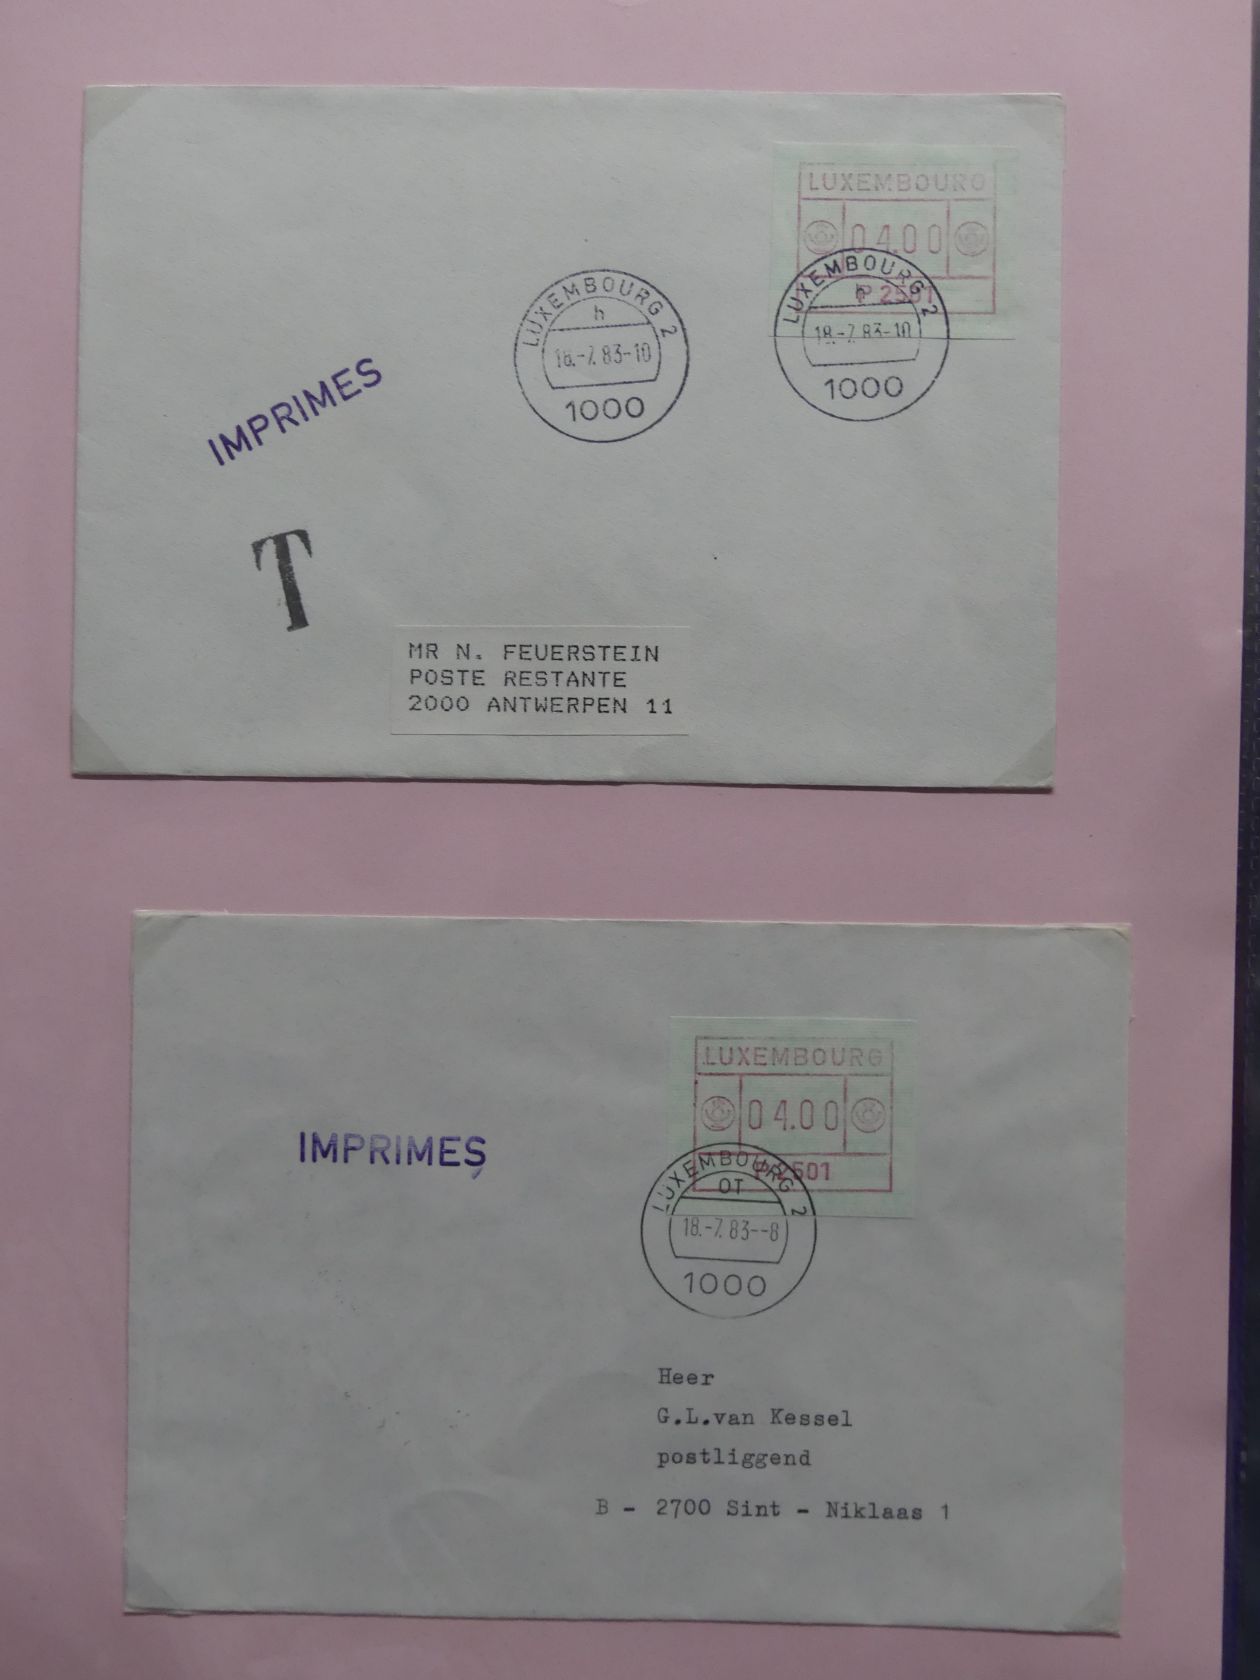 LUXEMBOURG
04.00
P 2501
LUXEMBOURG 2
h
18.-7.83-10
1000
LUXEMBOURG 2
h
18.-7.83-10
1000
IMPRIMES
T
MR N. FEUERSTEIN
POSTE RESTANTE
2000 ANTWERPEN 11
LUXEMBOURG
04.00
P 2501
LUXEMBOURG 2
OT
18.-7.83--8
1000
IMPRIMES
Heer
G.L.van Kessel
postliggend
B - 2700 Sint - Niklaas 1